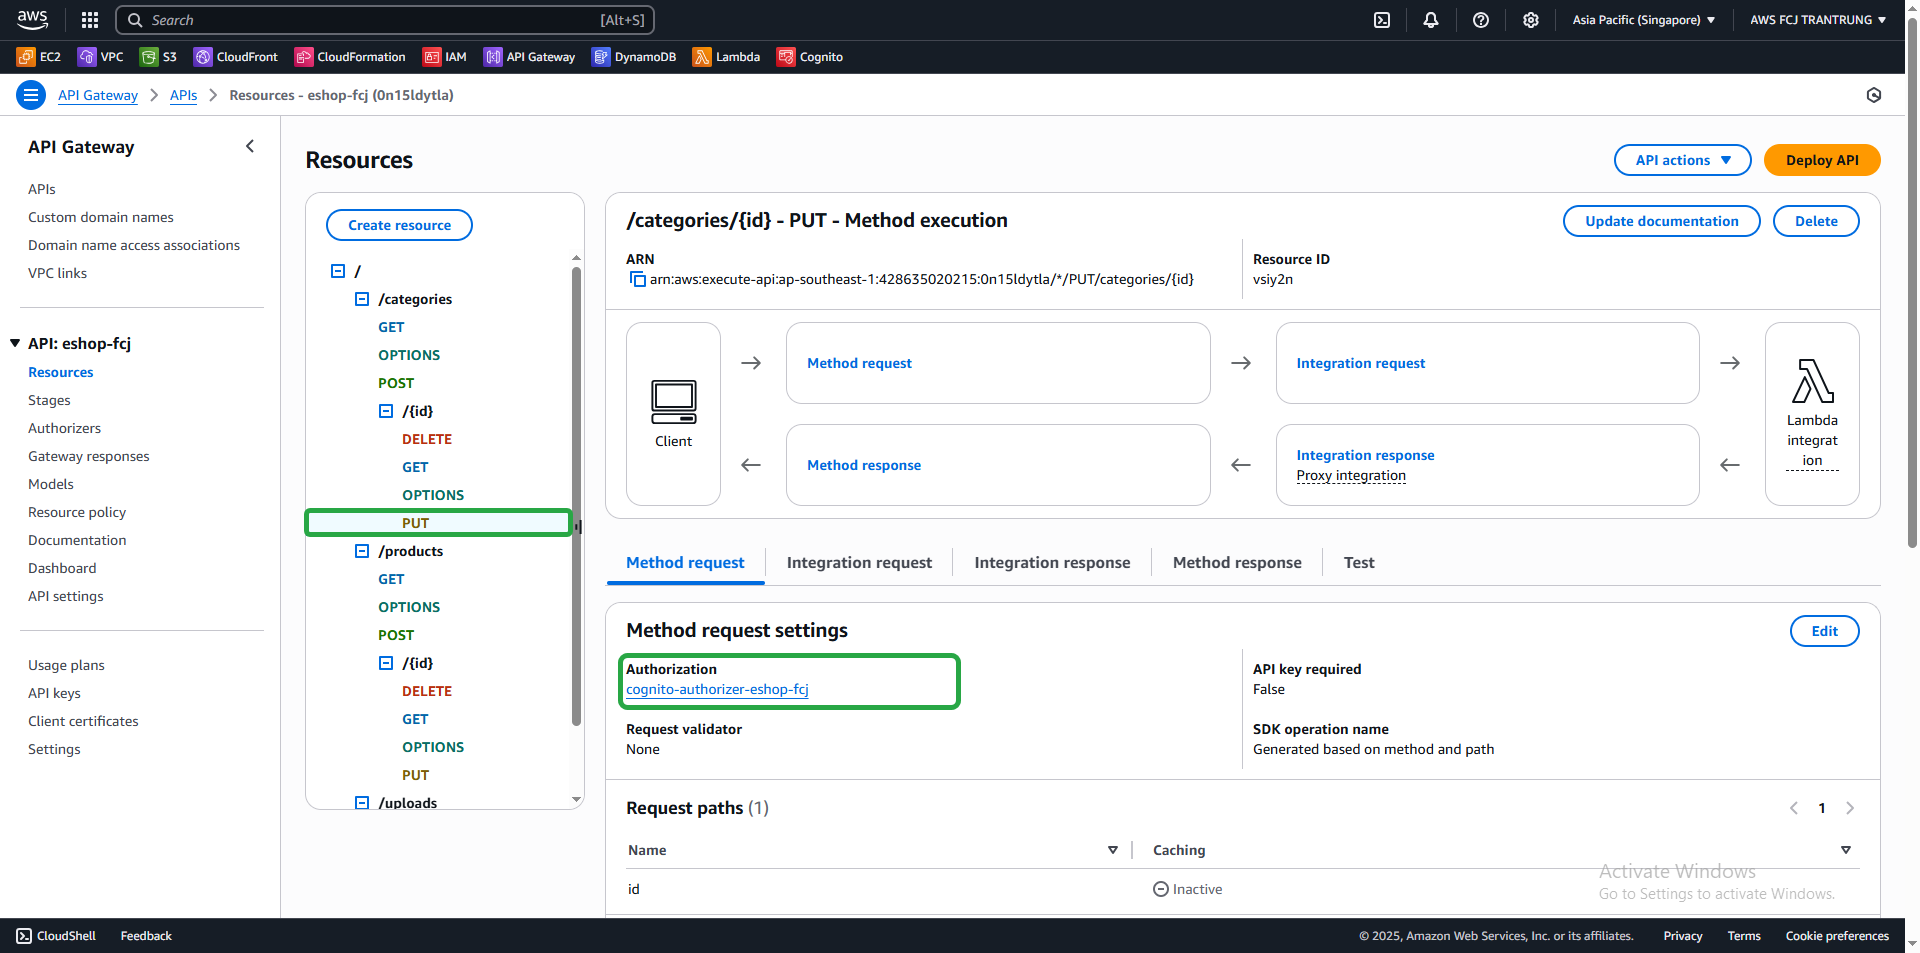 aws
Search [Alt+S]
Asia Pacific (Singapore) AWS FCJ TRANTRUNG
EC2 VPC S3 CloudFront CloudFormation IAM API Gateway DynamoDB Lambda Cognito
API Gateway APIs Resources - eshop-fcj (0n15ldytla)
API Gateway
APIs
Custom domain names
Domain name access associations
VPC links
API: eshop-fcj
Resources
Stages
Authorizers
Gateway responses
Models
Resource policy
Documentation
Dashboard
API settings
Usage plans
API keys
Client certificates
Settings
Resources
API actions
Deploy API
Create resource
/
/categories
GET
OPTIONS
POST
/{id}
DELETE
GET
OPTIONS
PUT
/products
GET
OPTIONS
POST
/{id}
DELETE
GET
OPTIONS
PUT
/uploads
/categories/{id} - PUT - Method execution
Update documentation
Delete
ARN
arn:aws:execute-api:ap-southeast-1:428635020215:0n15ldytla/*/PUT/categories/{id}
Resource ID
vsiy2n
Client
Method request
Integration request
Method response
Integration response
Proxy integration
Lambda
integrat
ion
Method request Integration request Integration response Method response Test
Method request settings
Edit
Authorization
cognito-authorizer-eshop-fcj
API key required
False
Request validator
None
SDK operation name
Generated based on method and path
Request paths (1)
1
Name Caching
id Inactive
Activate Windows
Go to Settings to activate Windows.
CloudShell Feedback
© 2025, Amazon Web Services, Inc. or its affiliates. Privacy Terms Cookie preferences